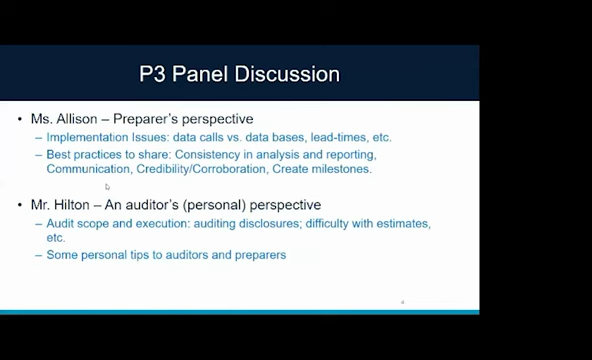 P3 Panel Discussion
• Ms. Allison – Preparer's perspective
– Implementation Issues: data calls vs. data bases, lead-times, etc.
– Best practices to share: Consistency in analysis and reporting,
Communication, Credibility/Corroboration, Create milestones.
• Mr. Hilton – An auditor's (personal) perspective
– Audit scope and execution: auditing disclosures; difficulty with estimates,
etc.
– Some personal tips to auditors and preparers